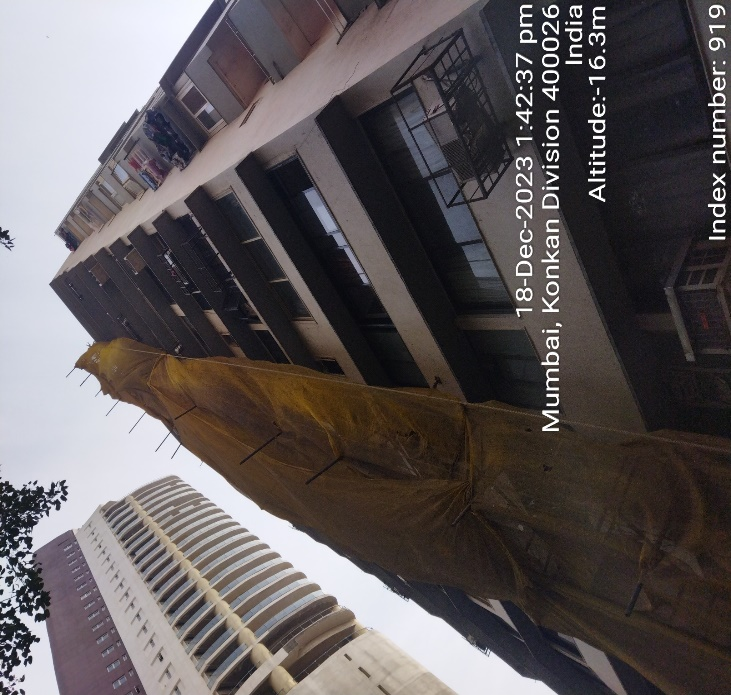 18-Dec-2023 1:42:37 pm
Mumbai, Konkan Division 400026
India
Altitude:-16.3m
Index number: 919